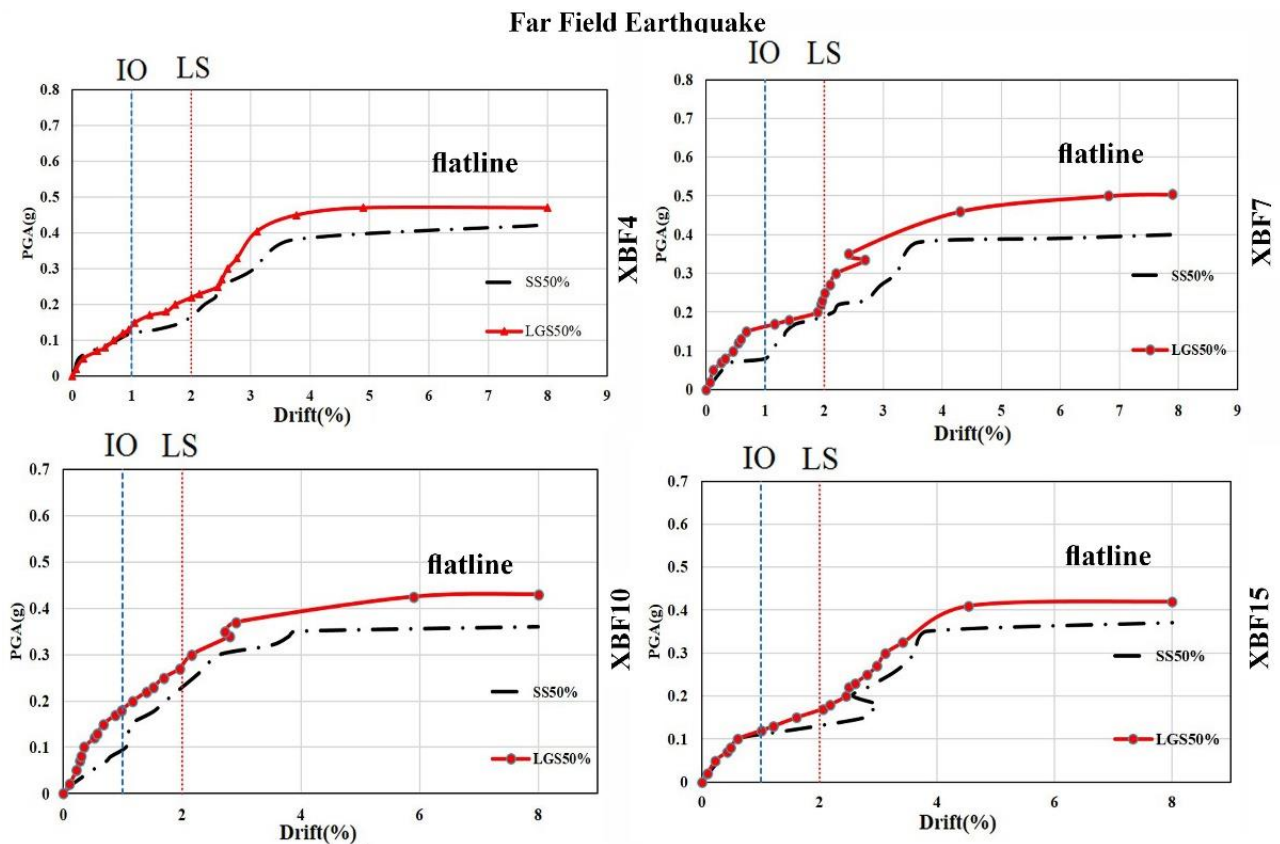 Far Field Earthquake
IO LS
0.8
0.7
0.6
0.5
0.4
0.3
0.2
0.1
0
PGA(g)
flatline
SS50%
LGS50%
0 1 2 3 4 5 6 7 8 9
Drift(%)
XBF4
IO LS
0.8
0.7
0.6
0.5
0.4
0.3
0.2
0.1
0
PGA(g)
flatline
SS50%
LGS50%
0 1 2 3 4 5 6 7 8 9
Drift(%)
XBF7
IO LS
0.7
0.6
0.5
0.4
0.3
0.2
0.1
0
PGA(g)
flatline
SS50%
LGS50%
0 2 4 6 8
Drift(%)
XBF10
IO LS
0.7
0.6
0.5
0.4
0.3
0.2
0.1
0
PGA(g)
flatline
SS50%
LGS50%
0 2 4 6 8
Drift(%)
XBF15